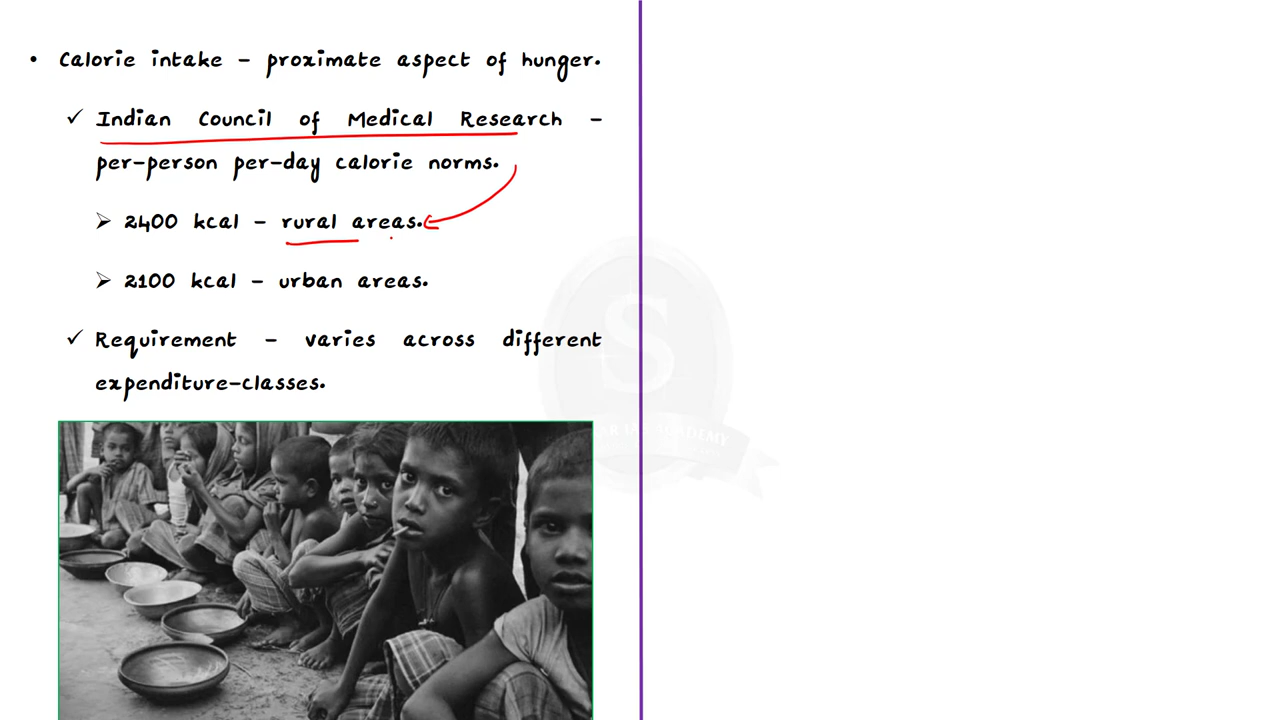 • Calorie intake – proximate aspect of hunger.
✓ Indian Council of Medical Research –
per-person per-day calorie norms.
➢ 2400 kcal – rural areas.
➢ 2100 kcal – urban areas.
✓ Requirement – varies across different
expenditure-classes.
S
ACADEMY